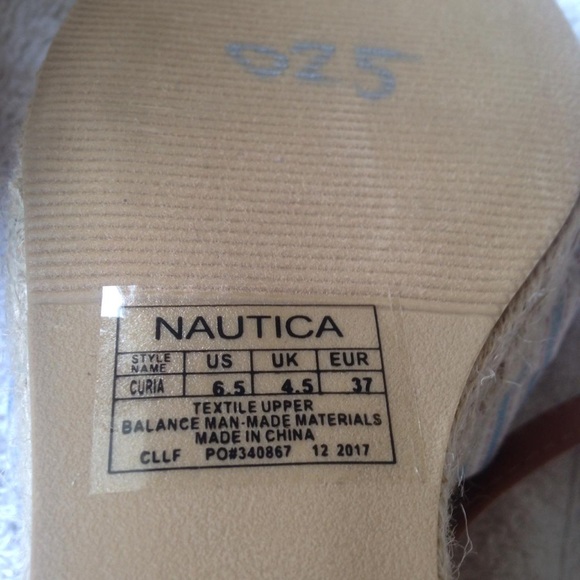 025
NAUTICA
STYLE NAME US UK EUR
CURIA 6.5 4.5 37
TEXTILE UPPER
BALANCE MAN-MADE MATERIALS
MADE IN CHINA
CLLF PO#340867 12 2017